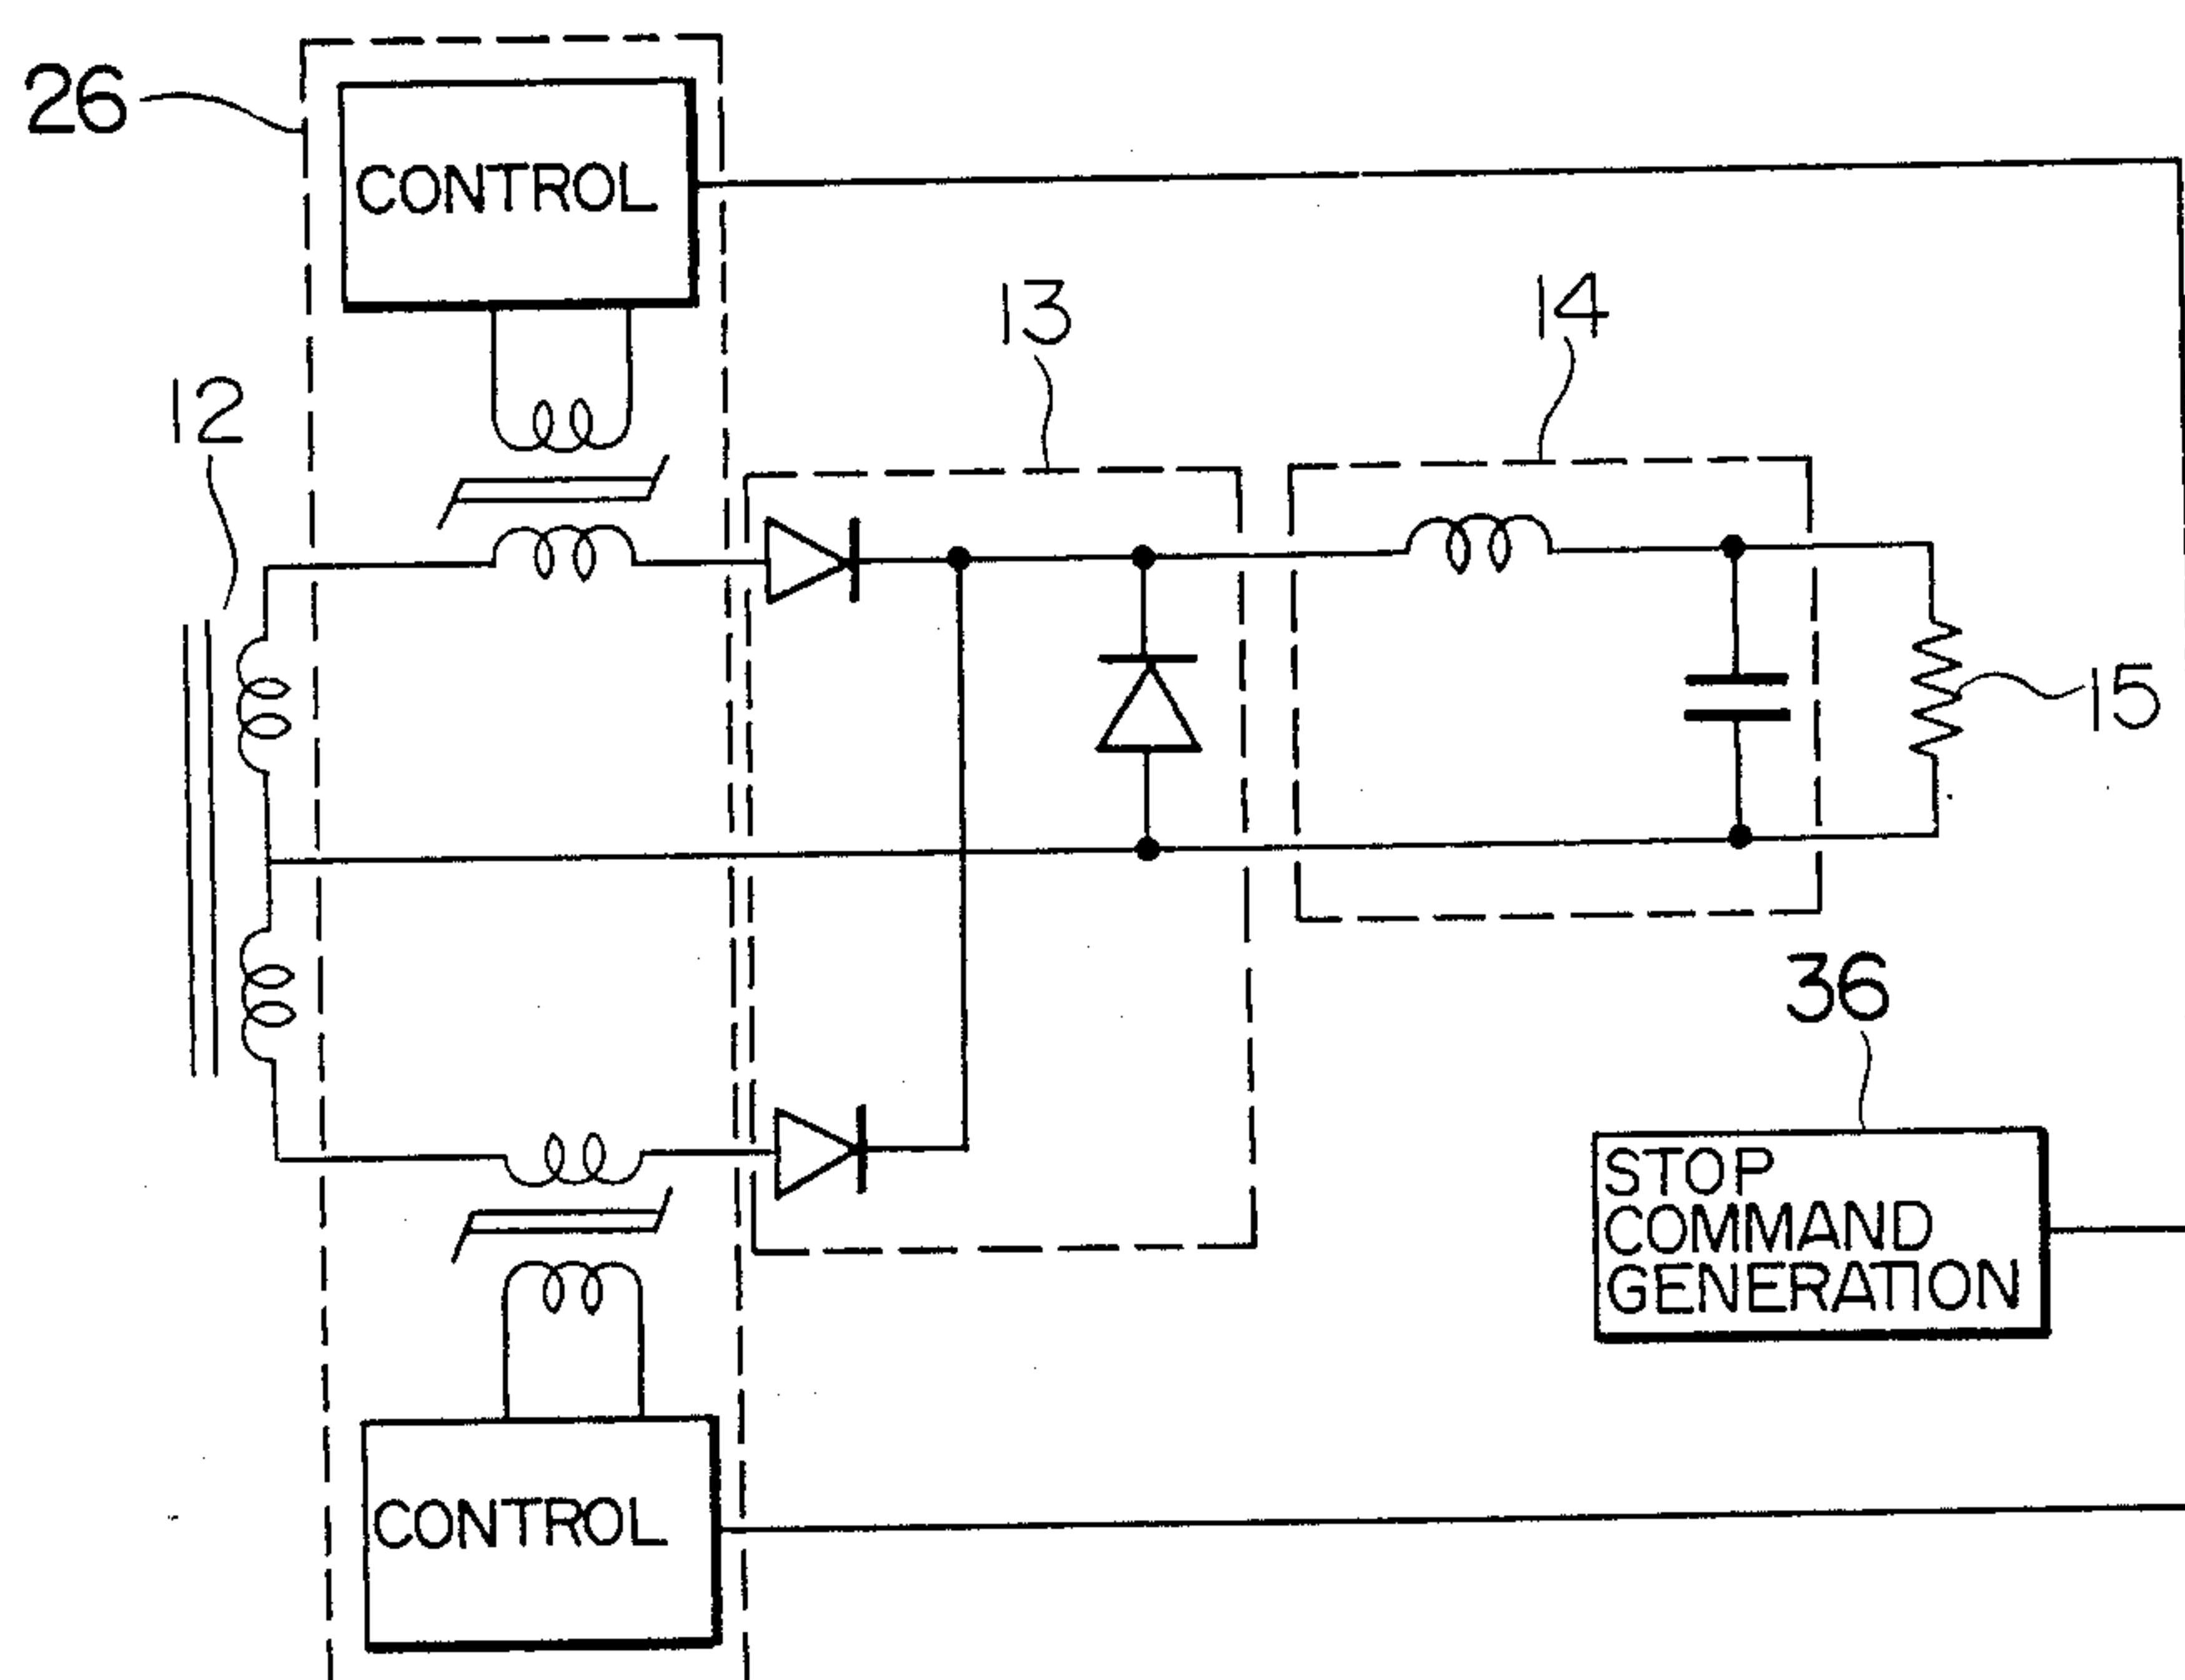 26
CONTROL
13
14
12
15
36
STOP
COMMAND
GENERATION
CONTROL